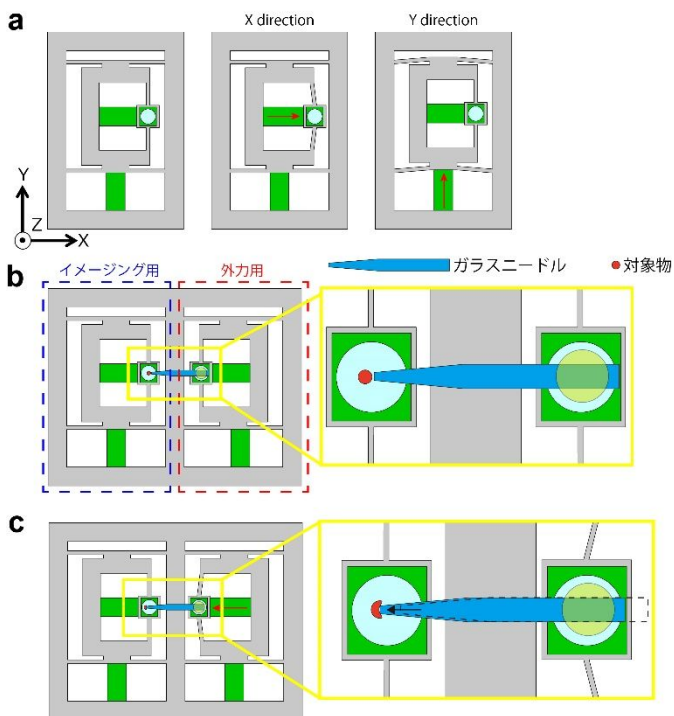 a
X direction
Y direction
Y
Z
X
b
イメージング用
外力用
ガラスニードル
対象物
c